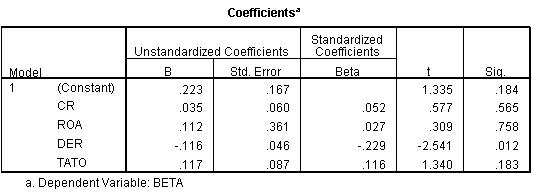 Coefficientsa
Unstandardized Coefficients Standardized Coefficients
Model B Std. Error Beta t Sig.
1 (Constant) .223 .167 1.335 .184
CR .035 .060 .052 .577 .565
ROA .112 .361 .027 .309 .758
DER -.116 .046 -.229 -2.541 .012
TATO .117 .087 .116 1.340 .183
a. Dependent Variable: BETA